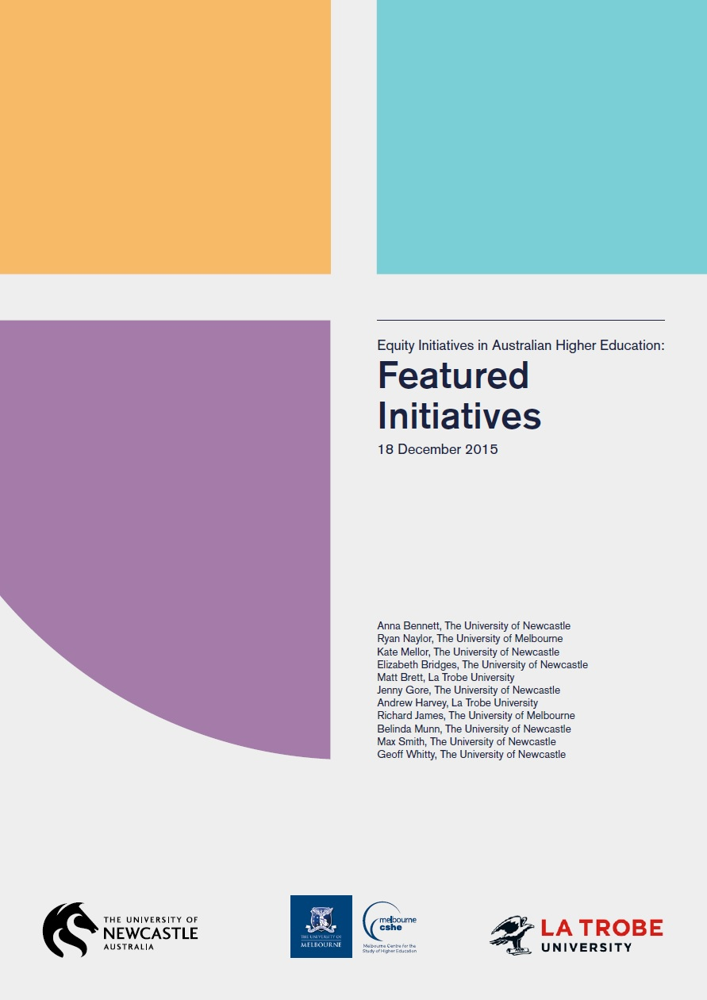 Equity Initiatives in Australian Higher Education:
Featured
Initiatives
18 December 2015
Anna Bennett, The University of Newcastle
Ryan Naylor, The University of Melbourne
Kate Mellor, The University of Newcastle
Elizabeth Bridges, The University of Newcastle
Matt Brett, La Trobe University
Jenny Gore, The University of Newcastle
Andrew Harvey, La Trobe University
Richard James, The University of Melbourne
Belinda Munn, The University of Newcastle
Max Smith, The University of Newcastle
Geoff Whitty, The University of Newcastle
THE UNIVERSITY OF
NEWCASTLE
AUSTRALIA
THE UNIVERSITY OF
MELBOURNE
melbourne
cshe
Melbourne Centre for the
Study of Higher Education
LA TROBE
UNIVERSITY